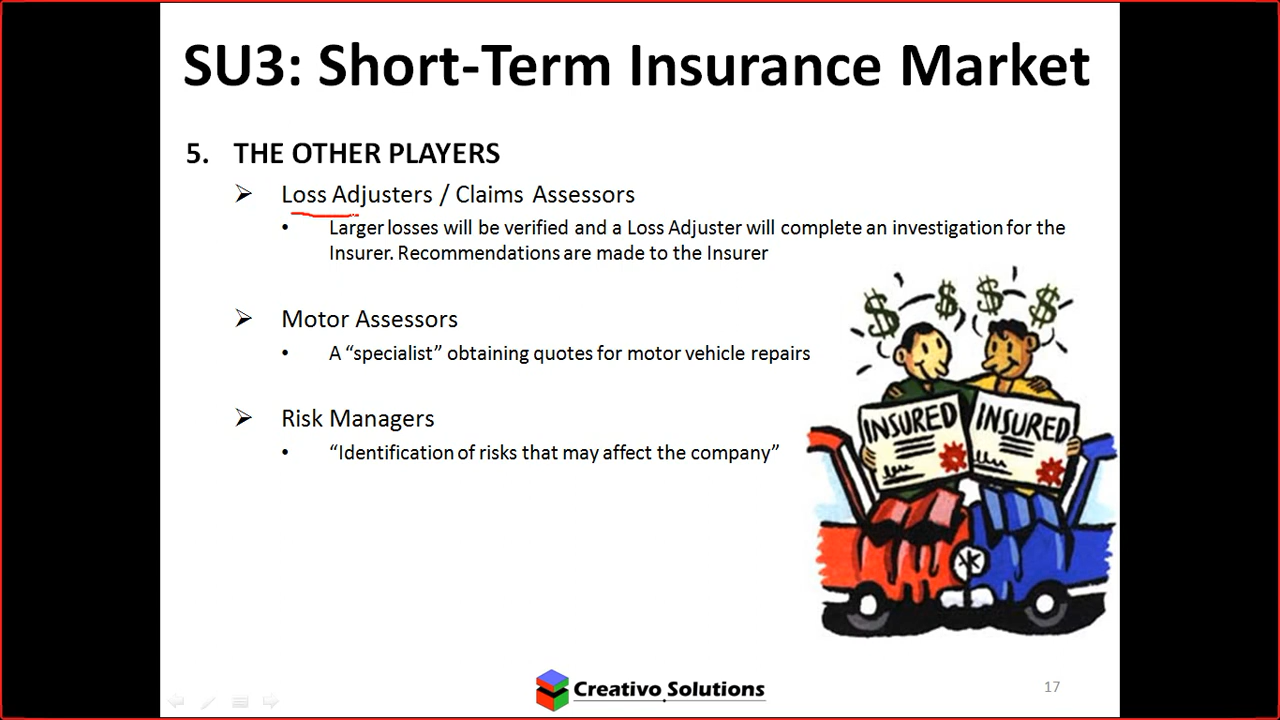 SU3: Short-Term Insurance Market
5. THE OTHER PLAYERS
Loss Adjusters / Claims Assessors
• Larger losses will be verified and a Loss Adjuster will complete an investigation for the
Insurer. Recommendations are made to the Insurer
Motor Assessors
• A “specialist” obtaining quotes for motor vehicle repairs
Risk Managers
• “Identification of risks that may affect the company”
$ $ $ $
INSURED INSURED
Creativo Solutions
17